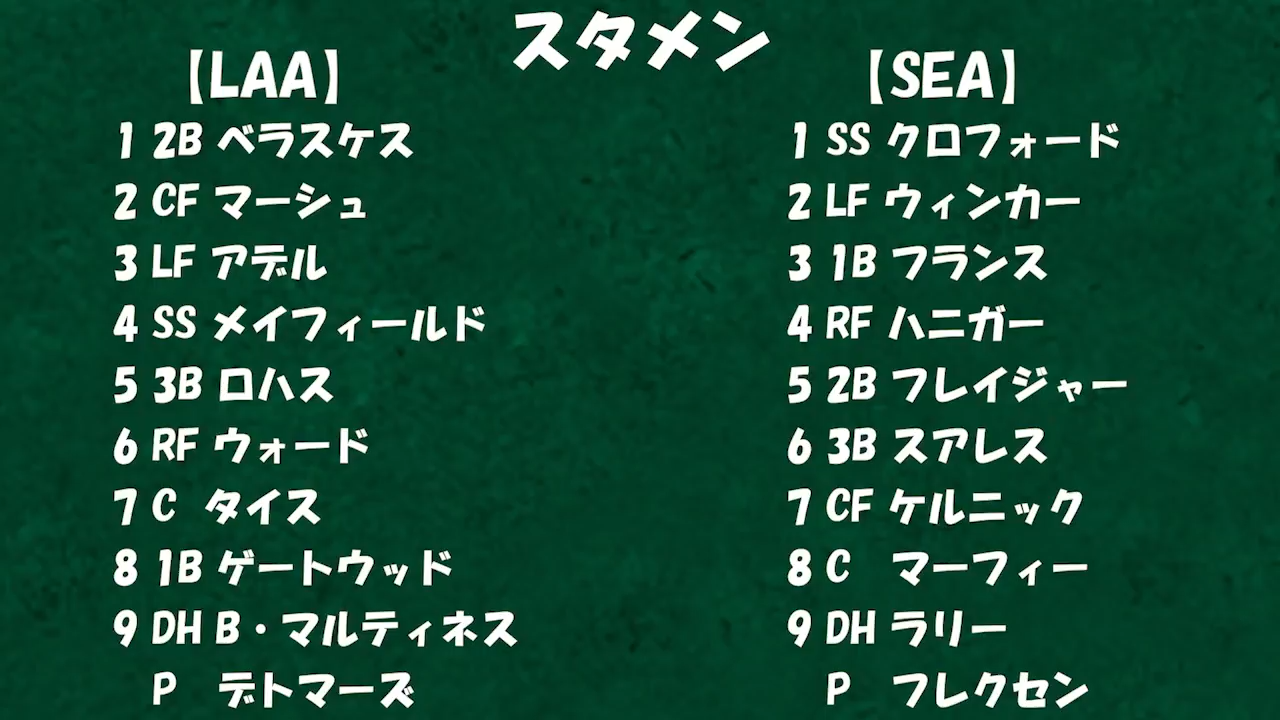 スタメン
【LAA】
1 2B ベラスケス
2 CF マーシュ
3 LF アデル
4 SS メイフィールド
5 3B ロハス
6 RF ウォード
7 C タイス
8 1B ゲートウッド
9 DH B・マルティネス
P デトマーズ
【SEA】
1 SS クロフォード
2 LF ウィンカー
3 1B フランス
4 RF ハニガー
5 2B フレイジャー
6 3B スアレス
7 CF ケルニック
8 C マーフィー
9 DH ラリー
P フレクセン